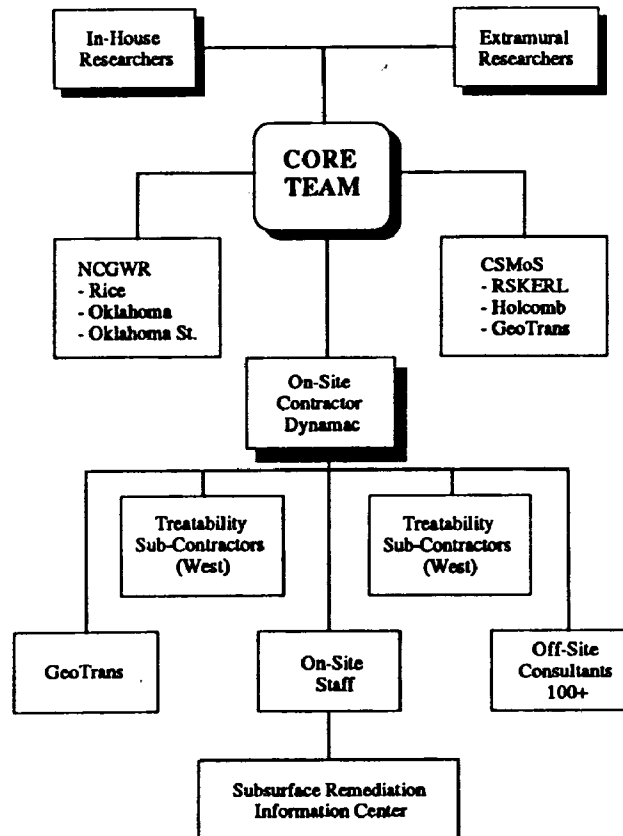 In-House
Researchers
Extramural
Researchers
CORE
TEAM
NCGWR
- Rice
- Oklahoma
- Oklahoma St.
CSMoS
- RSKERL
- Holcomb
- GeoTrans
On-Site
Contractor
Dynamac
Treatability
Sub-Contractors
(West)
Treatability
Sub-Contractors
(West)
GeoTrans
On-Site
Staff
Off-Site
Consultants
100+
Subsurface Remediation
Information Center